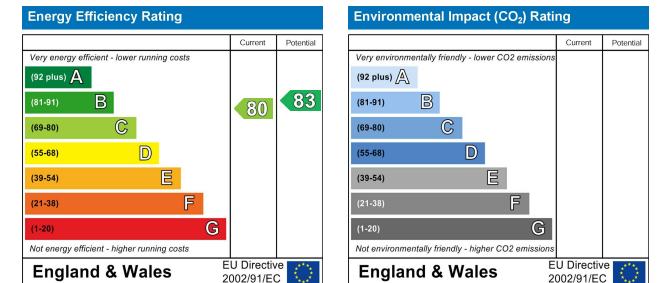 Energy Efficiency Rating
Current Potential
Very energy efficient - lower running costs
(92 plus) A
(81-91) B
(69-80) C
(55-68) D
(39-54) E
(21-38) F
(1-20) G
80
83
Not energy efficient - higher running costs
England & Wales
EU Directive
2002/91/EC
Environmental Impact (CO₂) Rating
Current Potential
Very environmentally friendly - lower CO2 emissions
(92 plus) A
(81-91) B
(69-80) C
(55-68) D
(39-54) E
(21-38) F
(1-20) G
Not environmentally friendly - higher CO2 emissions
England & Wales
EU Directive
2002/91/EC